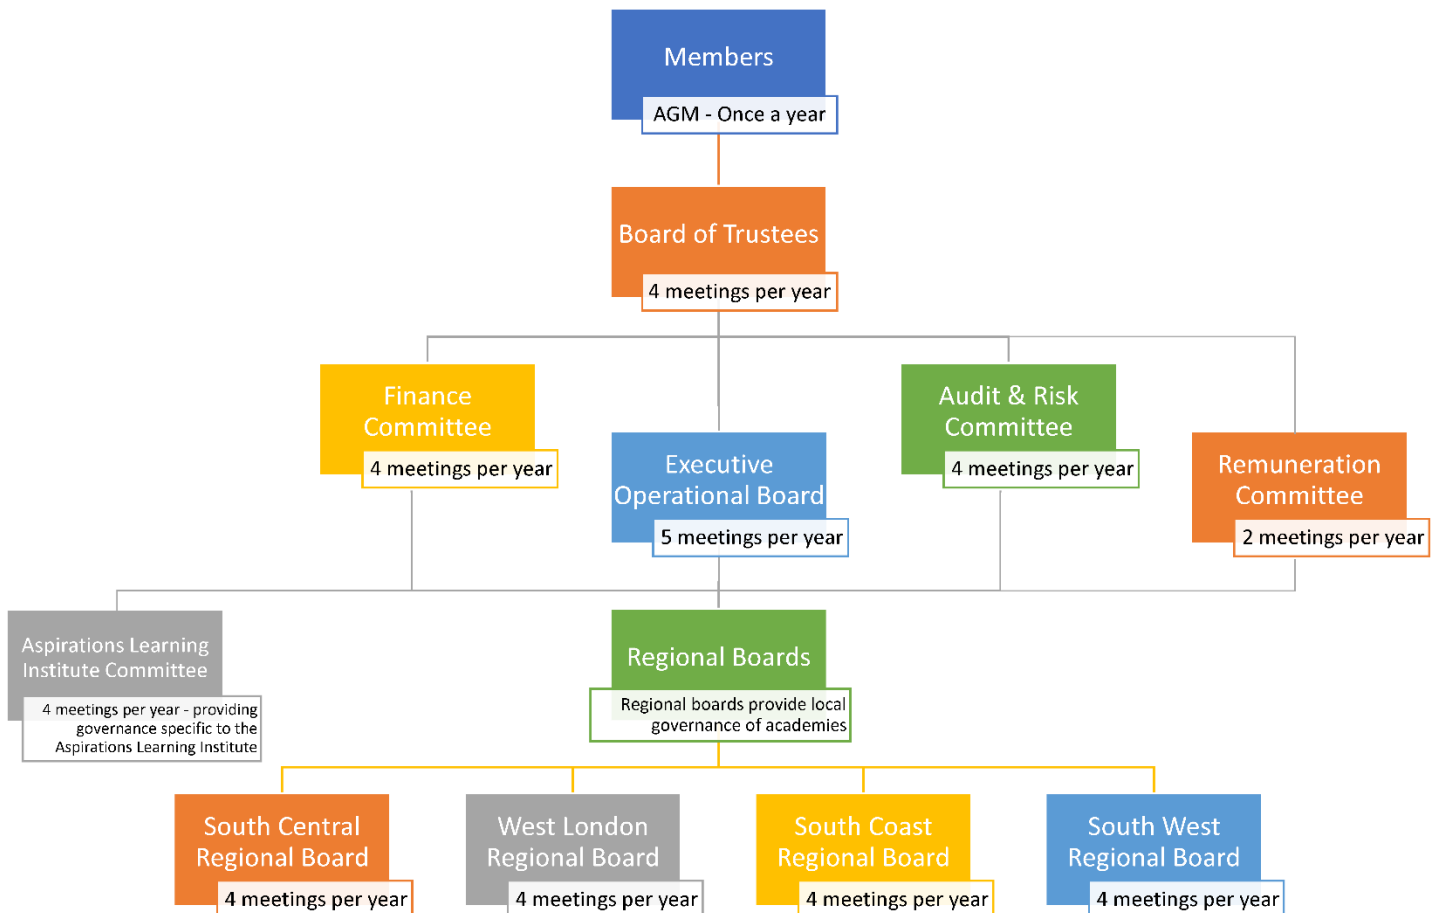 Members
AGM - Once a year
Board of Trustees
4 meetings per year
Finance
Committee
4 meetings per year
Executive
Operational Board
5 meetings per year
Audit & Risk
Committee
4 meetings per year
Remuneration
Committee
2 meetings per year
Aspirations Learning
Institute Committee
4 meetings per year - providing
governance specific to the
Aspirations Learning Institute
Regional Boards
Regional boards provide local
governance of academies
South Central
Regional Board
4 meetings per year
West London
Regional Board
4 meetings per year
South Coast
Regional Board
4 meetings per year
South West
Regional Board
4 meetings per year